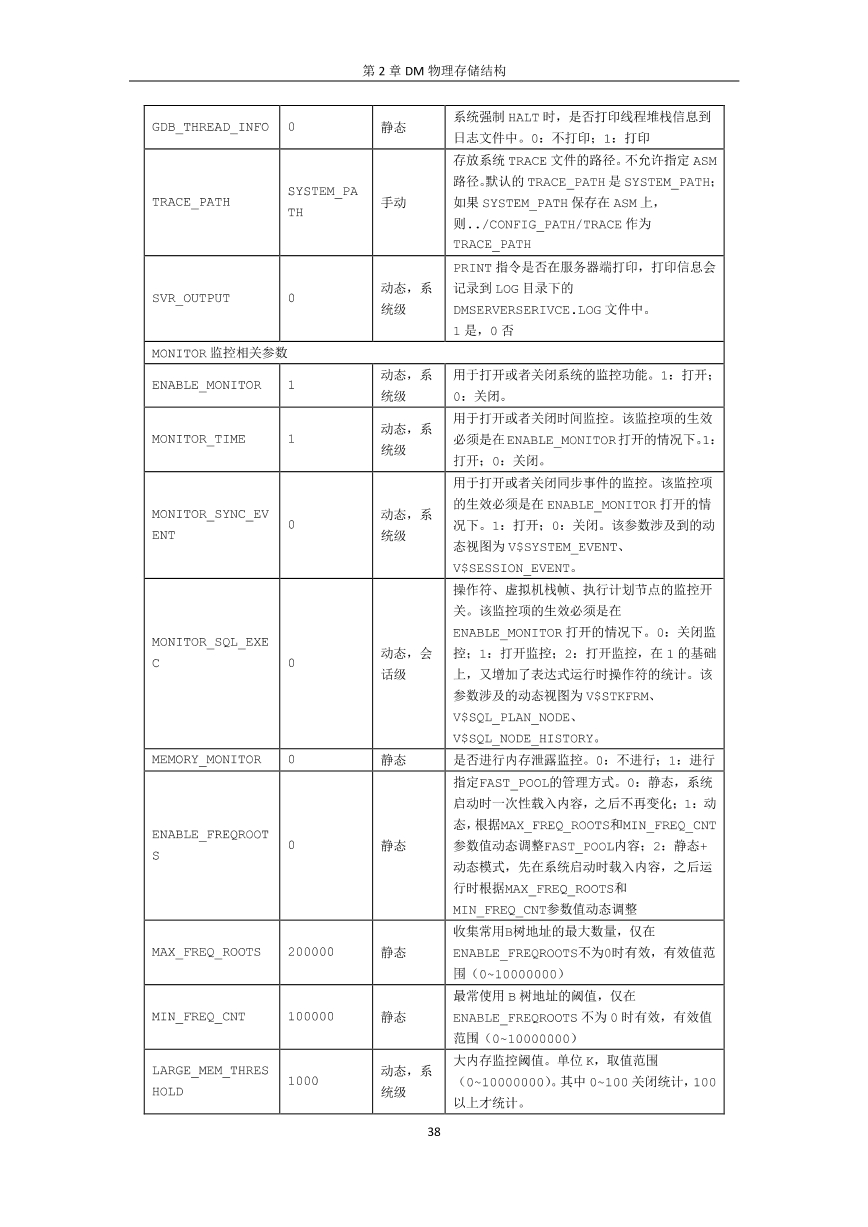 第 2 章 DM 物理存储结构
GDB_THREAD_INFO
0
静态
系统强制 HALT 时，是否打印线程堆栈信息到
日志文件中。0：不打印；1：打印
TRACE_PATH
SYSTEM_PA
TH
手动
存放系统 TRACE 文件的路径。不允许指定 ASM
路径。默认的 TRACE_PATH 是 SYSTEM_PATH；
如果 SYSTEM_PATH 保存在 ASM 上，
则../CONFIG_PATH/TRACE 作为
TRACE_PATH
SVR_OUTPUT
0
动态，系
统级
PRINT 指令是否在服务器端打印，打印信息会
记录到 LOG 目录下的
DMSERVERSERIVCE.LOG 文件中。
1 是，0 否
MONITOR 监控相关参数
ENABLE_MONITOR
1
动态，系
统级
用于打开或者关闭系统的监控功能。1：打开；
0：关闭。
MONITOR_TIME
1
动态，系
统级
用于打开或者关闭时间监控。该监控项的生效
必须是在 ENABLE_MONITOR 打开的情况下。1：
打开；0：关闭。
MONITOR_SYNC_EV
ENT
0
动态，系
统级
用于打开或者关闭同步事件的监控。该监控项
的生效必须是在 ENABLE_MONITOR 打开的情
况下。1：打开；0：关闭。该参数涉及到的动
态视图为 V$SYSTEM_EVENT、
V$SESSION_EVENT。
MONITOR_SQL_EXE
C
0
动态，会
话级
操作符、虚拟机栈帧、执行计划节点的监控开
关。该监控项的生效必须是在
ENABLE_MONITOR 打开的情况下。0：关闭监
控；1：打开监控；2：打开监控，在 1 的基础
上，又增加了表达式运行时操作符的统计。该
参数涉及的动态视图为 V$STKFRM、
V$SQL_PLAN_NODE、
V$SQL_NODE_HISTORY。
MEMORY_MONITOR
0
静态
是否进行内存泄露监控。0：不进行；1：进行
ENABLE_FREQROOT
S
0
静态
指定FAST_POOL的管理方式。0：静态，系统
启动时一次性载入内容，之后不再变化；1：动
态，根据MAX_FREQ_ROOTS和MIN_FREQ_CNT
参数值动态调整FAST_POOL内容；2：静态+
动态模式，先在系统启动时载入内容，之后运
行时根据MAX_FREQ_ROOTS和
MIN_FREQ_CNT参数值动态调整
MAX_FREQ_ROOTS
200000
静态
收集常用B树地址的最大数量，仅在
ENABLE_FREQROOTS不为0时有效，有效值范
围（0~10000000）
MIN_FREQ_CNT
100000
静态
最常使用 B 树地址的阈值，仅在
ENABLE_FREQROOTS 不为 0 时有效，有效值
范围（0~10000000）
LARGE_MEM_THRES
HOLD
1000
动态，系
统级
大内存监控阈值。单位 K，取值范围
（0~10000000）。其中 0~100 关闭统计，100
以上才统计。
38